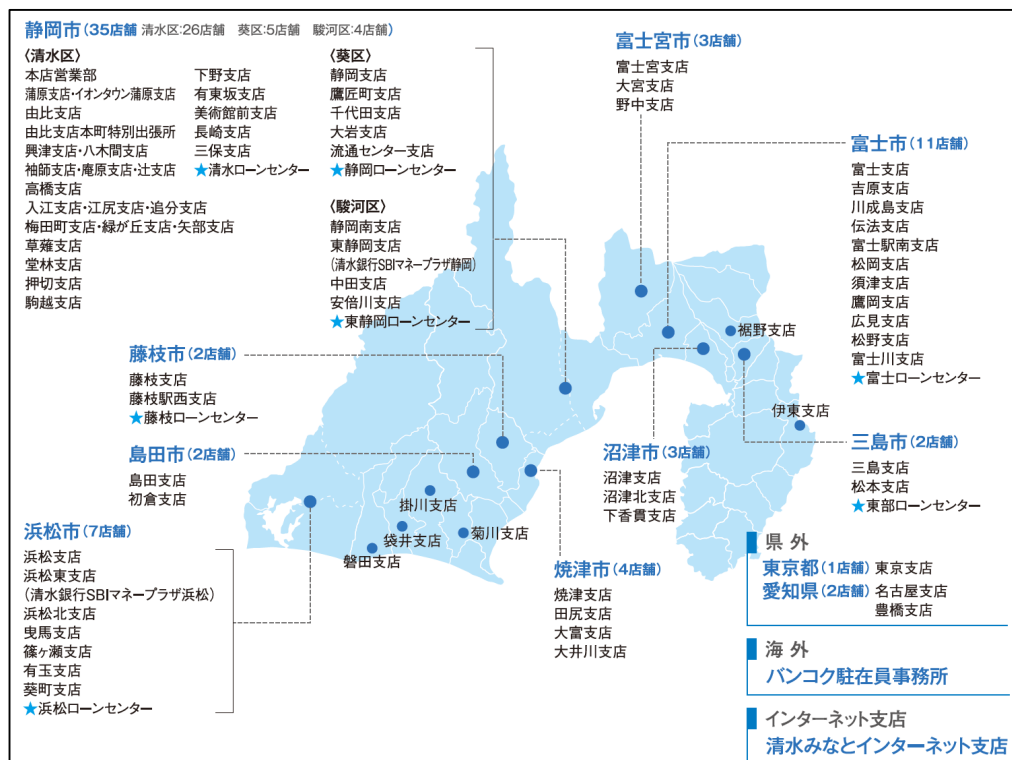 静岡市(35店舗 清水区:26店舗 葵区:5店舗 駿河区:4店舗)
〈清水区〉
本店営業部
蒲原支店・イオンタウン蒲原支店
由比支店
由比支店本町特別出張所
興津支店・八木間支店
袖師支店・庵原支店・辻支店
高橋支店
入江支店・江尻支店・追分支店
梅田町支店・緑が丘支店・矢部支店
草薙支店
堂林支店
押切支店
駒越支店
下野支店
有東坂支店
美術館前支店
長崎支店
三保支店
★清水ローンセンター
〈葵区〉
静岡支店
鷹匠町支店
千代田支店
大岩支店
流通センター支店
★静岡ローンセンター
〈駿河区〉
静岡南支店
東静岡支店
(清水銀行SBIマネープラザ静岡)
中田支店
安倍川支店
★東静岡ローンセンター
富士宮市(3店舗)
富士宮支店
大宮支店
野中支店
富士市(11店舗)
富士支店
吉原支店
川成島支店
伝法支店
富士駅南支店
松岡支店
須津支店
鷹岡支店
広見支店
松野支店
富士川支店
★富士ローンセンター
裾野支店
伊東支店
藤枝市(2店舗)
藤枝支店
藤枝駅西支店
★藤枝ローンセンター
島田市(2店舗)
島田支店
初倉支店
沼津市(3店舗)
沼津支店
沼津北支店
下香貫支店
三島市(2店舗)
三島支店
松本支店
★東部ローンセンター
掛川支店
袋井支店
菊川支店
磐田支店
浜松市(7店舗)
浜松支店
浜松東支店
(清水銀行SBIマネープラザ浜松)
浜松北支店
曳馬支店
篠ヶ瀬支店
有玉支店
葵町支店
★浜松ローンセンター
焼津市(4店舗)
焼津支店
田尻支店
大富支店
大井川支店
県外
東京都(1店舗) 東京支店
愛知県(2店舗) 名古屋支店
豊橋支店
海外
バンコク駐在員事務所
インターネット支店
清水みなとインターネット支店